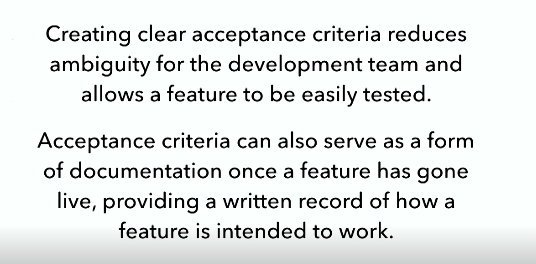 Creating clear acceptance criteria reduces
ambiguity for the development team and
allows a feature to be easily tested.
Acceptance criteria can also serve as a form
of documentation once a feature has gone
live, providing a written record of how a
feature is intended to work.